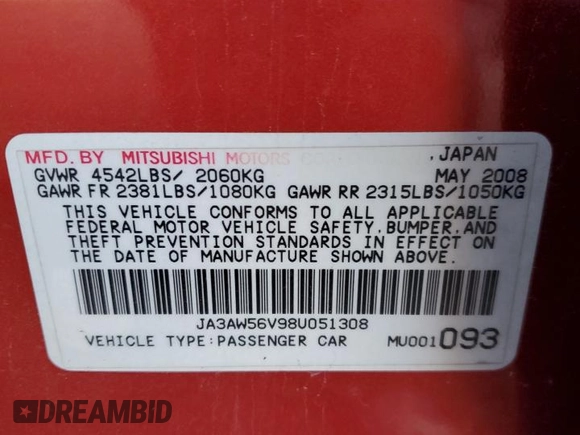 MFD. BY MITSUBISHI MOTORS , JAPAN
GVWR 4542LBS/ 2060KG MAY 2008
GAWR FR 2381LBS/1080KG GAWR RR 2315LBS/1050KG
THIS VEHICLE CONFORMS TO ALL APPLICABLE
FEDERAL MOTOR VEHICLE SAFETY,BUMPER,AND
THEFT PREVENTION STANDARDS IN EFFECT ON
THE DATE OF MANUFACTURE SHOWN ABOVE.
JA3AW56V98U051308
VEHICLE TYPE:PASSENGER CAR MU001093
DREAMBID